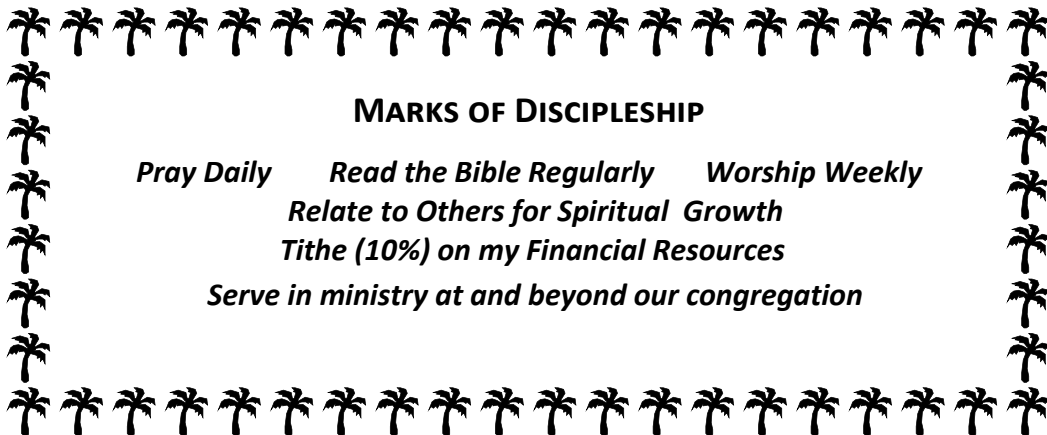 MARKS OF DISCIPLESHIP
Pray Daily Read the Bible Regularly Worship Weekly
Relate to Others for Spiritual Growth
Tithe (10%) on my Financial Resources
Serve in ministry at and beyond our congregation